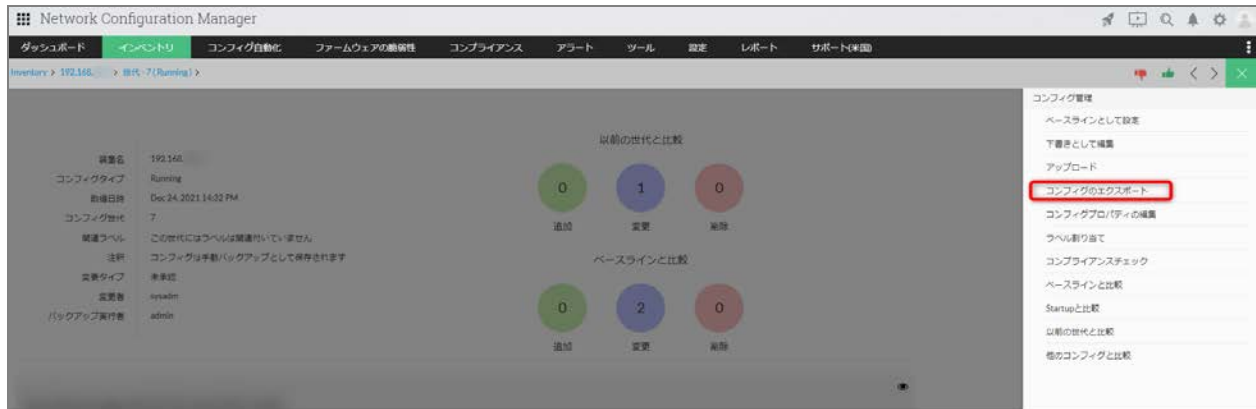 Network Configuration Manager
ダッシュボード インベントリ コンフィグ自動化 ファームウェアの脆弱性 コンプライアンス アラート ツール 設定 レポート サポート(米国)
Inventory > 192.168. > 世代 - 7 (Running) >
コンフィグ管理
ベースラインとして設定
下書きとして編集
アップロード
コンフィグのエクスポート
コンフィグプロパティの編集
ラベル割り当て
コンプライアンスチェック
ベースラインと比較
Startupと比較
以前の世代と比較
他のコンフィグと比較
装置名 192.168.
コンフィグタイプ Running
取得日時 Dec 24, 2021 14:32 PM
コンフィグ世代 7
関連ラベル この世代にはラベルは関連付いていません
注釈 コンフィグは手動バックアップとして保存されます
変更タイプ 未承認
変更者 sysadm
バックアップ実行者 admin
以前の世代と比較
0 1 0
追加 変更 削除
ベースラインと比較
0 2 0
追加 変更 削除